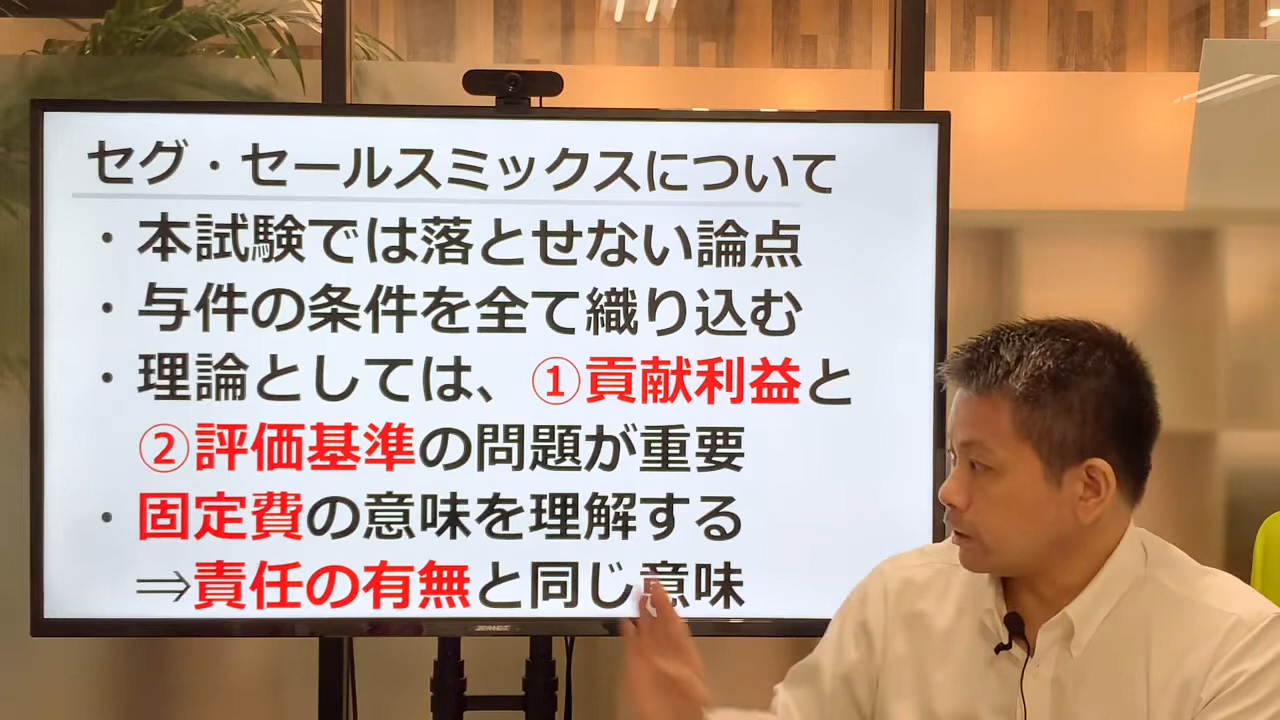 セグ・セールスミックスについて
・本試験では落とせない論点
・与件の条件を全て織り込む
・理論としては、①貢献利益と
②評価基準の問題が重要
・固定費の意味を理解する
⇒責任の有無と同じ意味